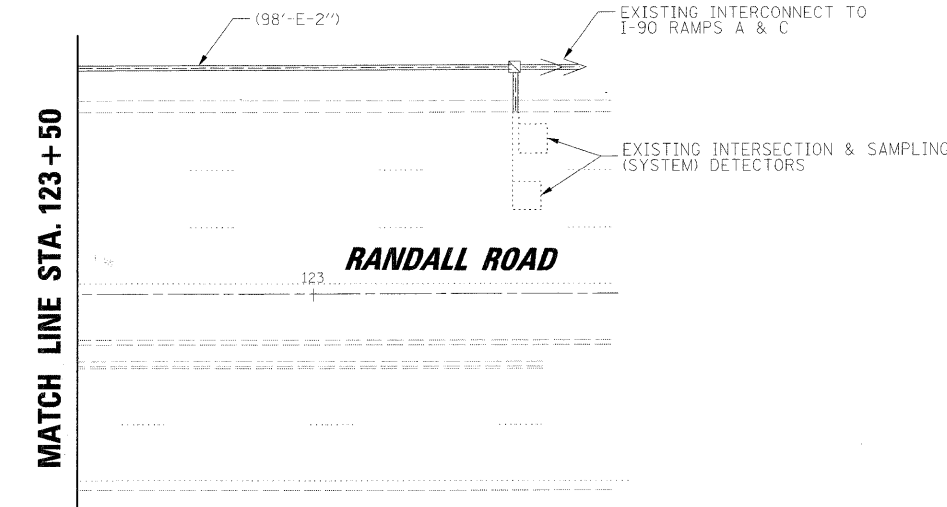 (98'-E-2")
EXISTING INTERCONNECT TO
I-90 RAMPS A & C
EXISTING INTERSECTION & SAMPLING
(SYSTEM) DETECTORS
MATCH LINE STA. 123+50
RANDALL ROAD
123